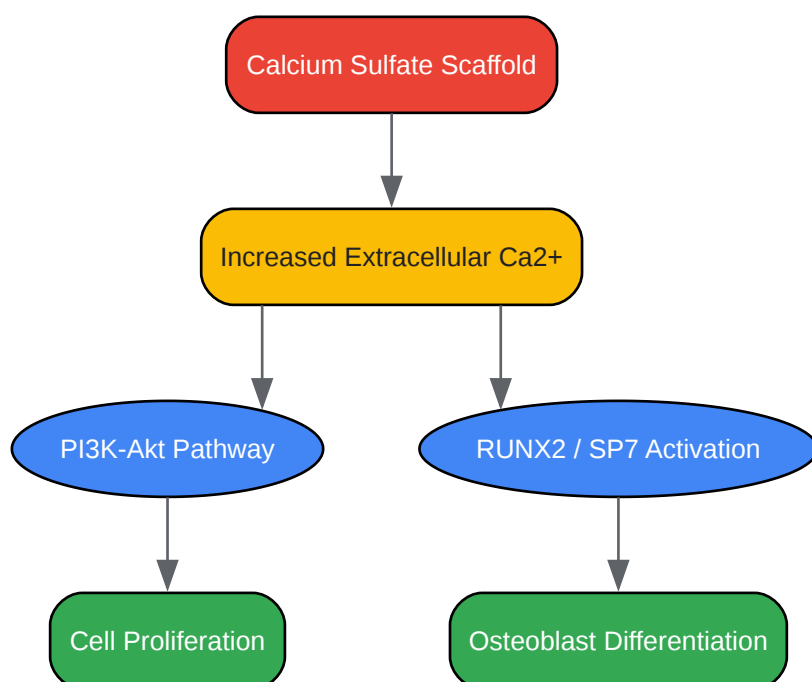 Calcium Sulfate Scaffold
Increased Extracellular Ca2+
PI3K-Akt Pathway
RUNX2 / SP7 Activation
Cell Proliferation
Osteoblast Differentiation